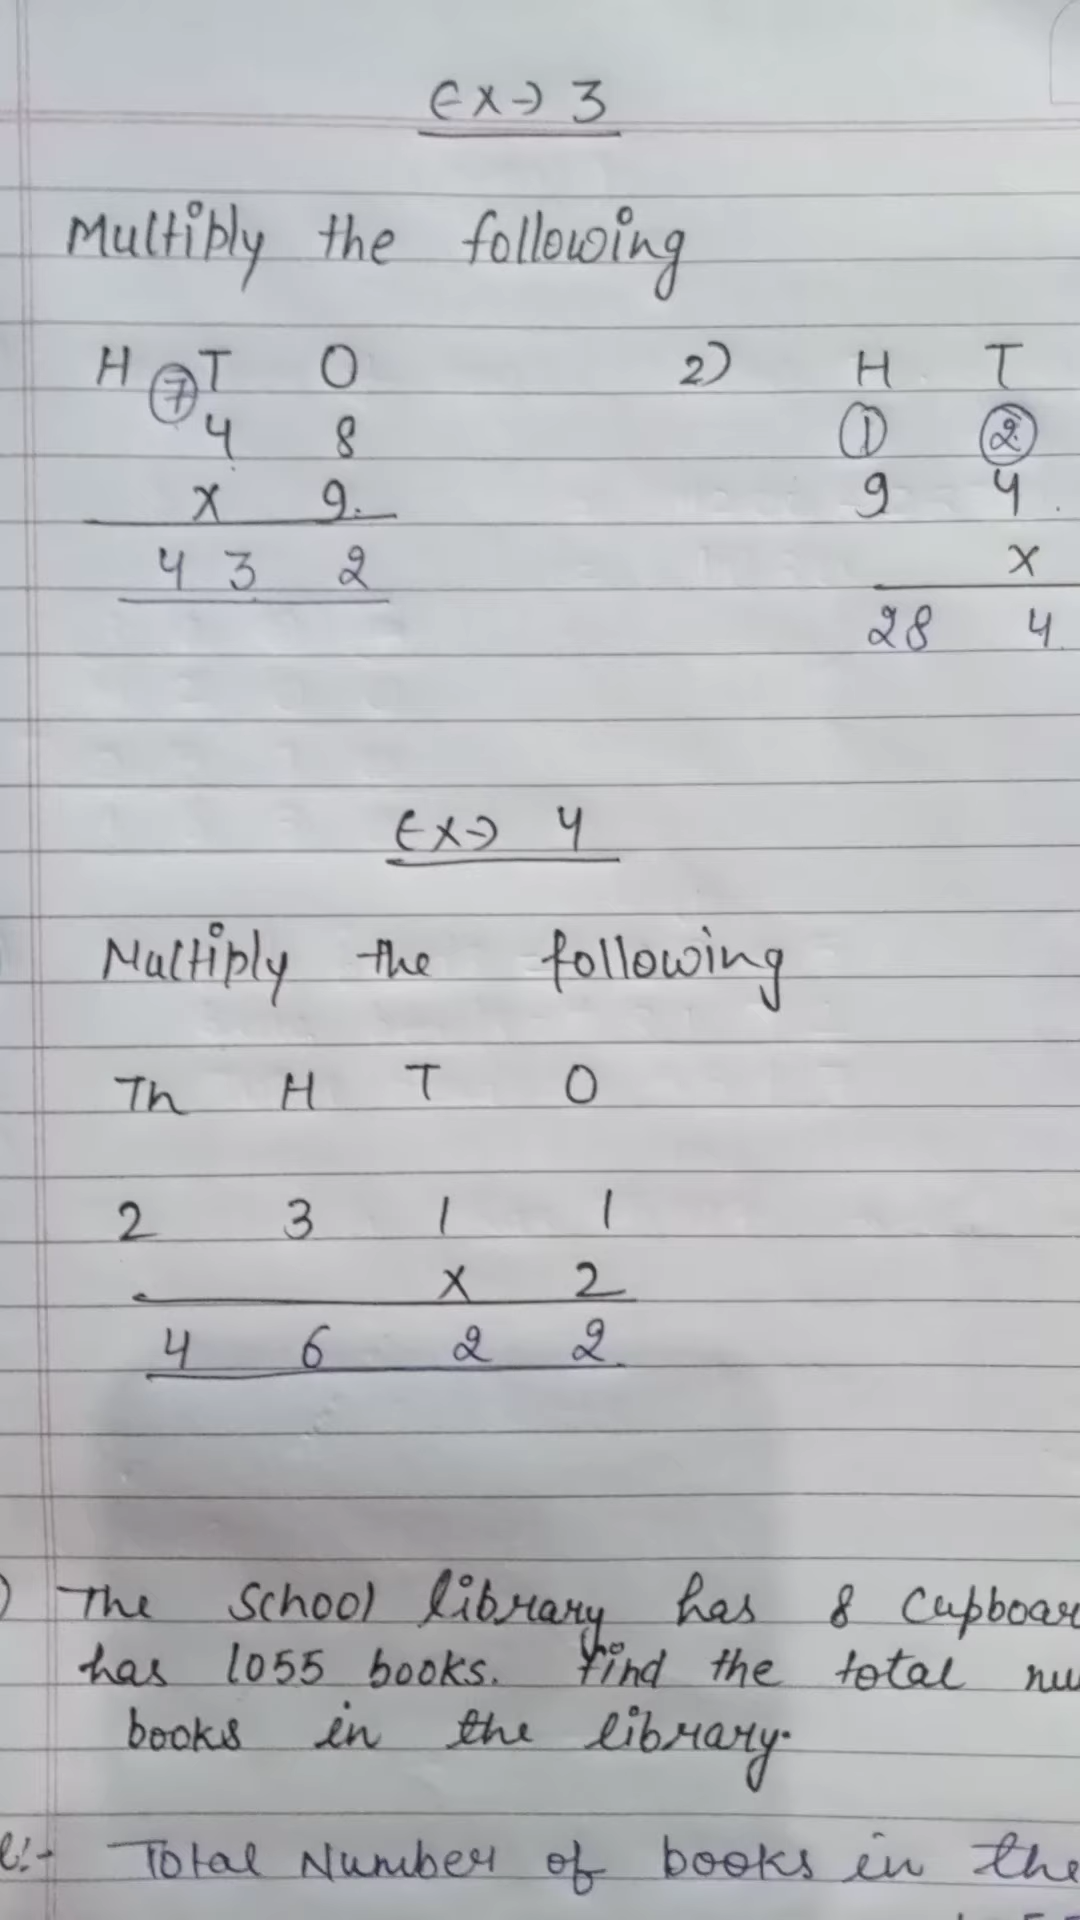 Ex→ 3
Multiply the following
H ⑦T O 2) H T
4 8 ① ②
x 9. 9 4
4 3 2 x
28 4
Ex→ 4
Multiply the following
Th H T O
2 3 1 1
x 2
4 6 2 2
The School library has 8 Cupboar
has 1055 books. find the total nu
books in the library.
Total Number of books in the